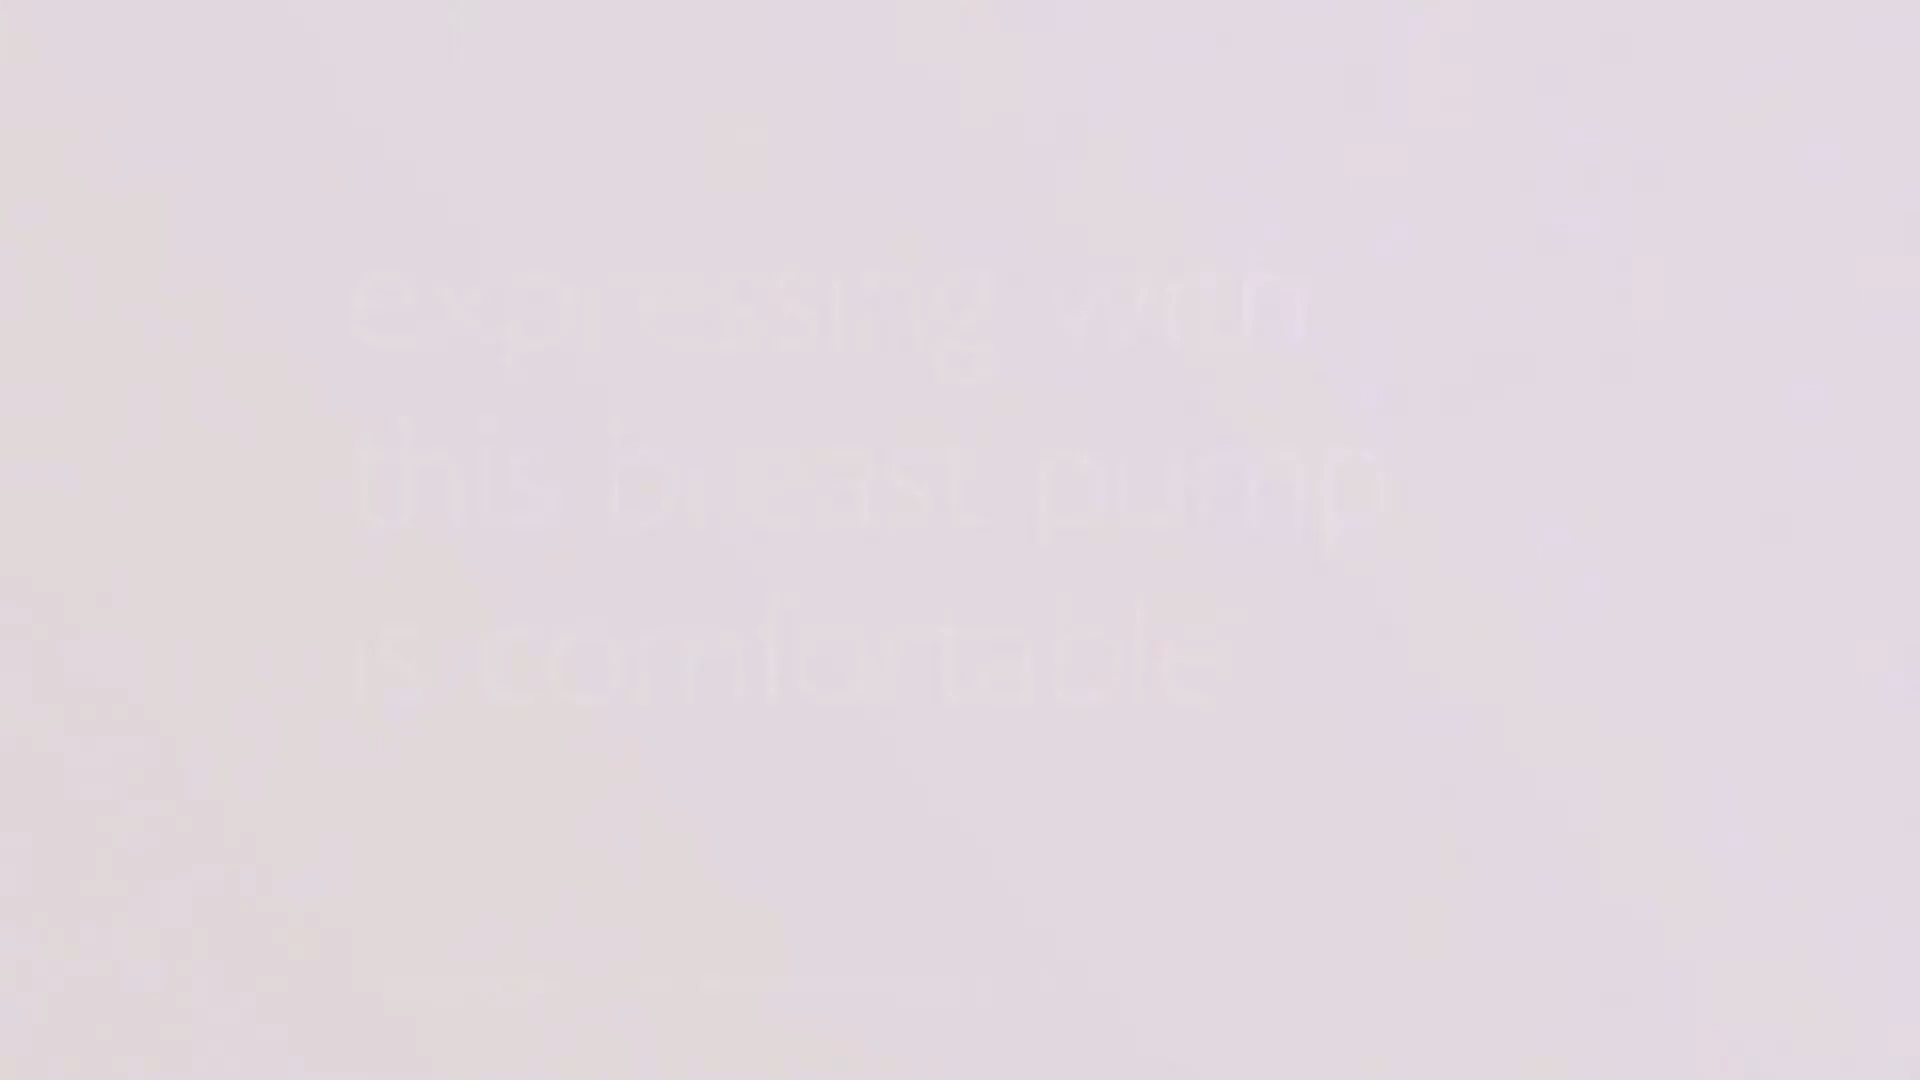 expressing with
this breast pump
is comfortable